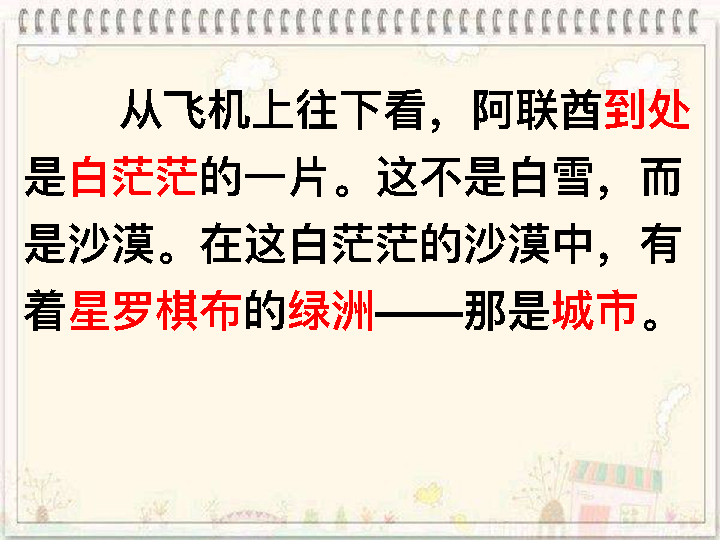 从飞机上往下看，阿联酋到处
是白茫茫的一片。这不是白雪，而
是沙漠。在这白茫茫的沙漠中，有
着星罗棋布的绿洲——那是城市。